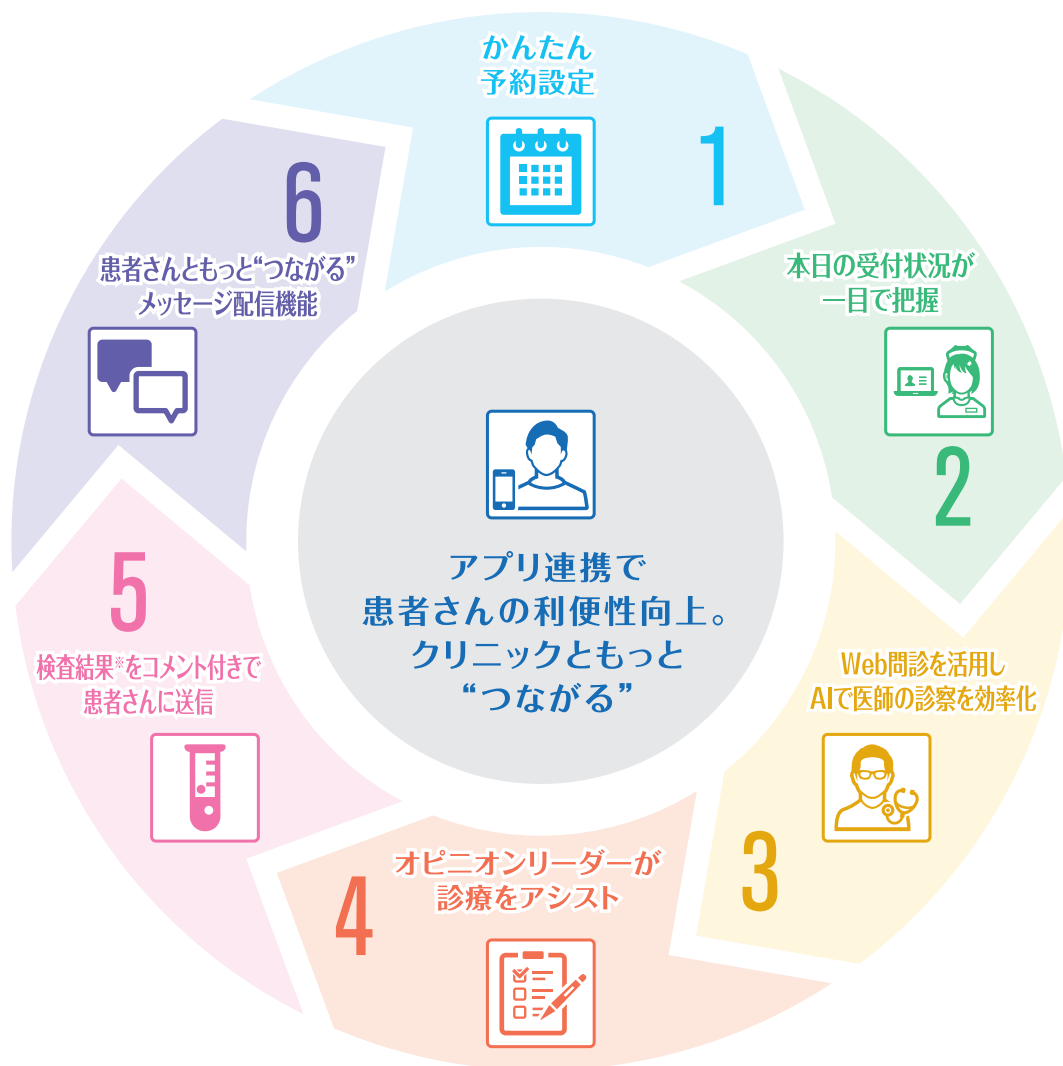 かんたん
予約設定
1
本日の受付状況が
一目で把握
2
Web問診を活用し
AIで医師の診察を効率化
3
オピニオンリーダーが
診療をアシスト
4
5
検査結果※をコメント付きで
患者さんに送信
6
患者さんともっと“つながる”
メッセージ配信機能
アプリ連携で
患者さんの利便性向上。
クリニックともっと
“つながる”